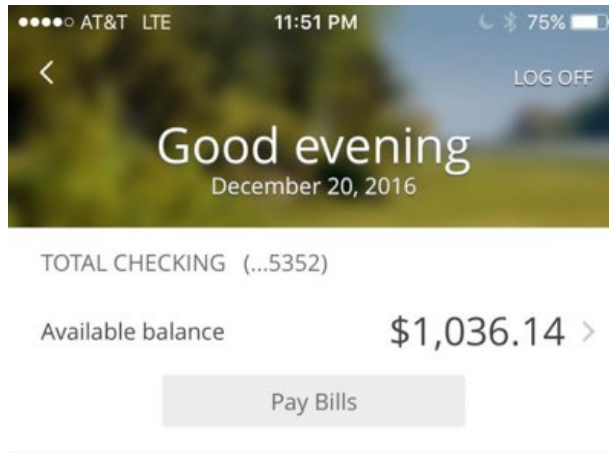 AT&T LTE 11:51 PM 75%
LOG OFF
Good evening
December 20, 2016
TOTAL CHECKING (...5352)
Available balance $1,036.14
Pay Bills